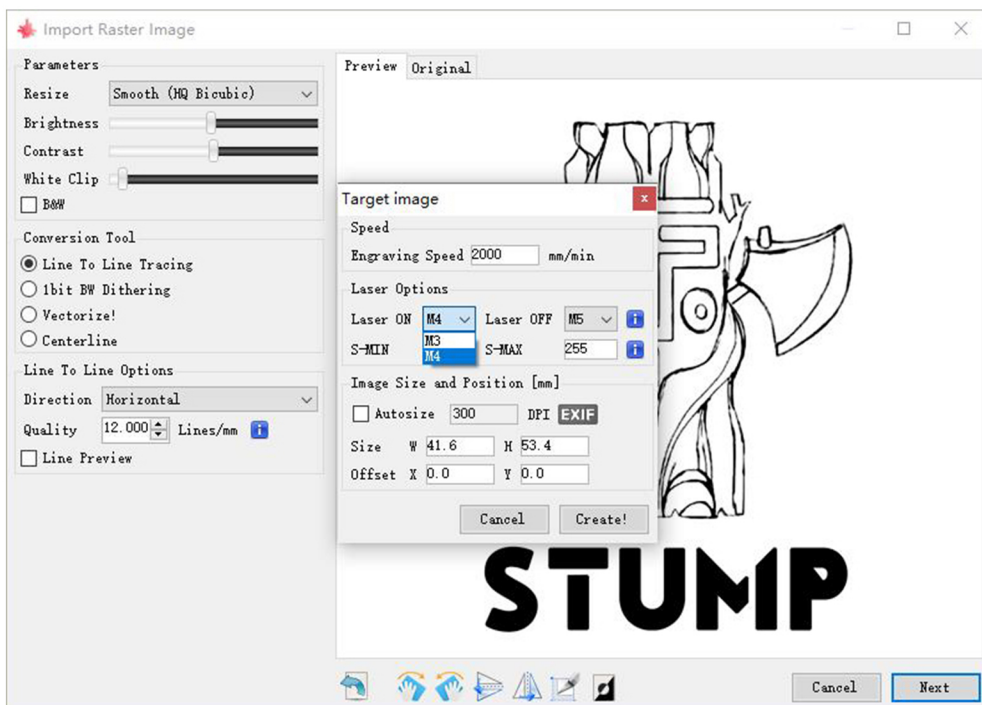 Import Raster Image
Parameters
Resize Smooth (HQ Bicubic)
Brightness
Contrast
White Clip
B&W
Conversion Tool
Line To Line Tracing
1bit BW Dithering
Vectorize!
Centerline
Line To Line Options
Direction Horizontal
Quality 12.000 Lines/mm
Line Preview
Preview Original
Target image
Speed
Engraving Speed 2000 mm/min
Laser Options
Laser ON M4 Laser OFF M5
M3
M4
S-MIN S-MAX 255
Image Size and Position [mm]
Autosize 300 DPI EXIF
Size W 41.6 H 53.4
Offset X 0.0 Y 0.0
Cancel Create!
STUMP
Cancel Next